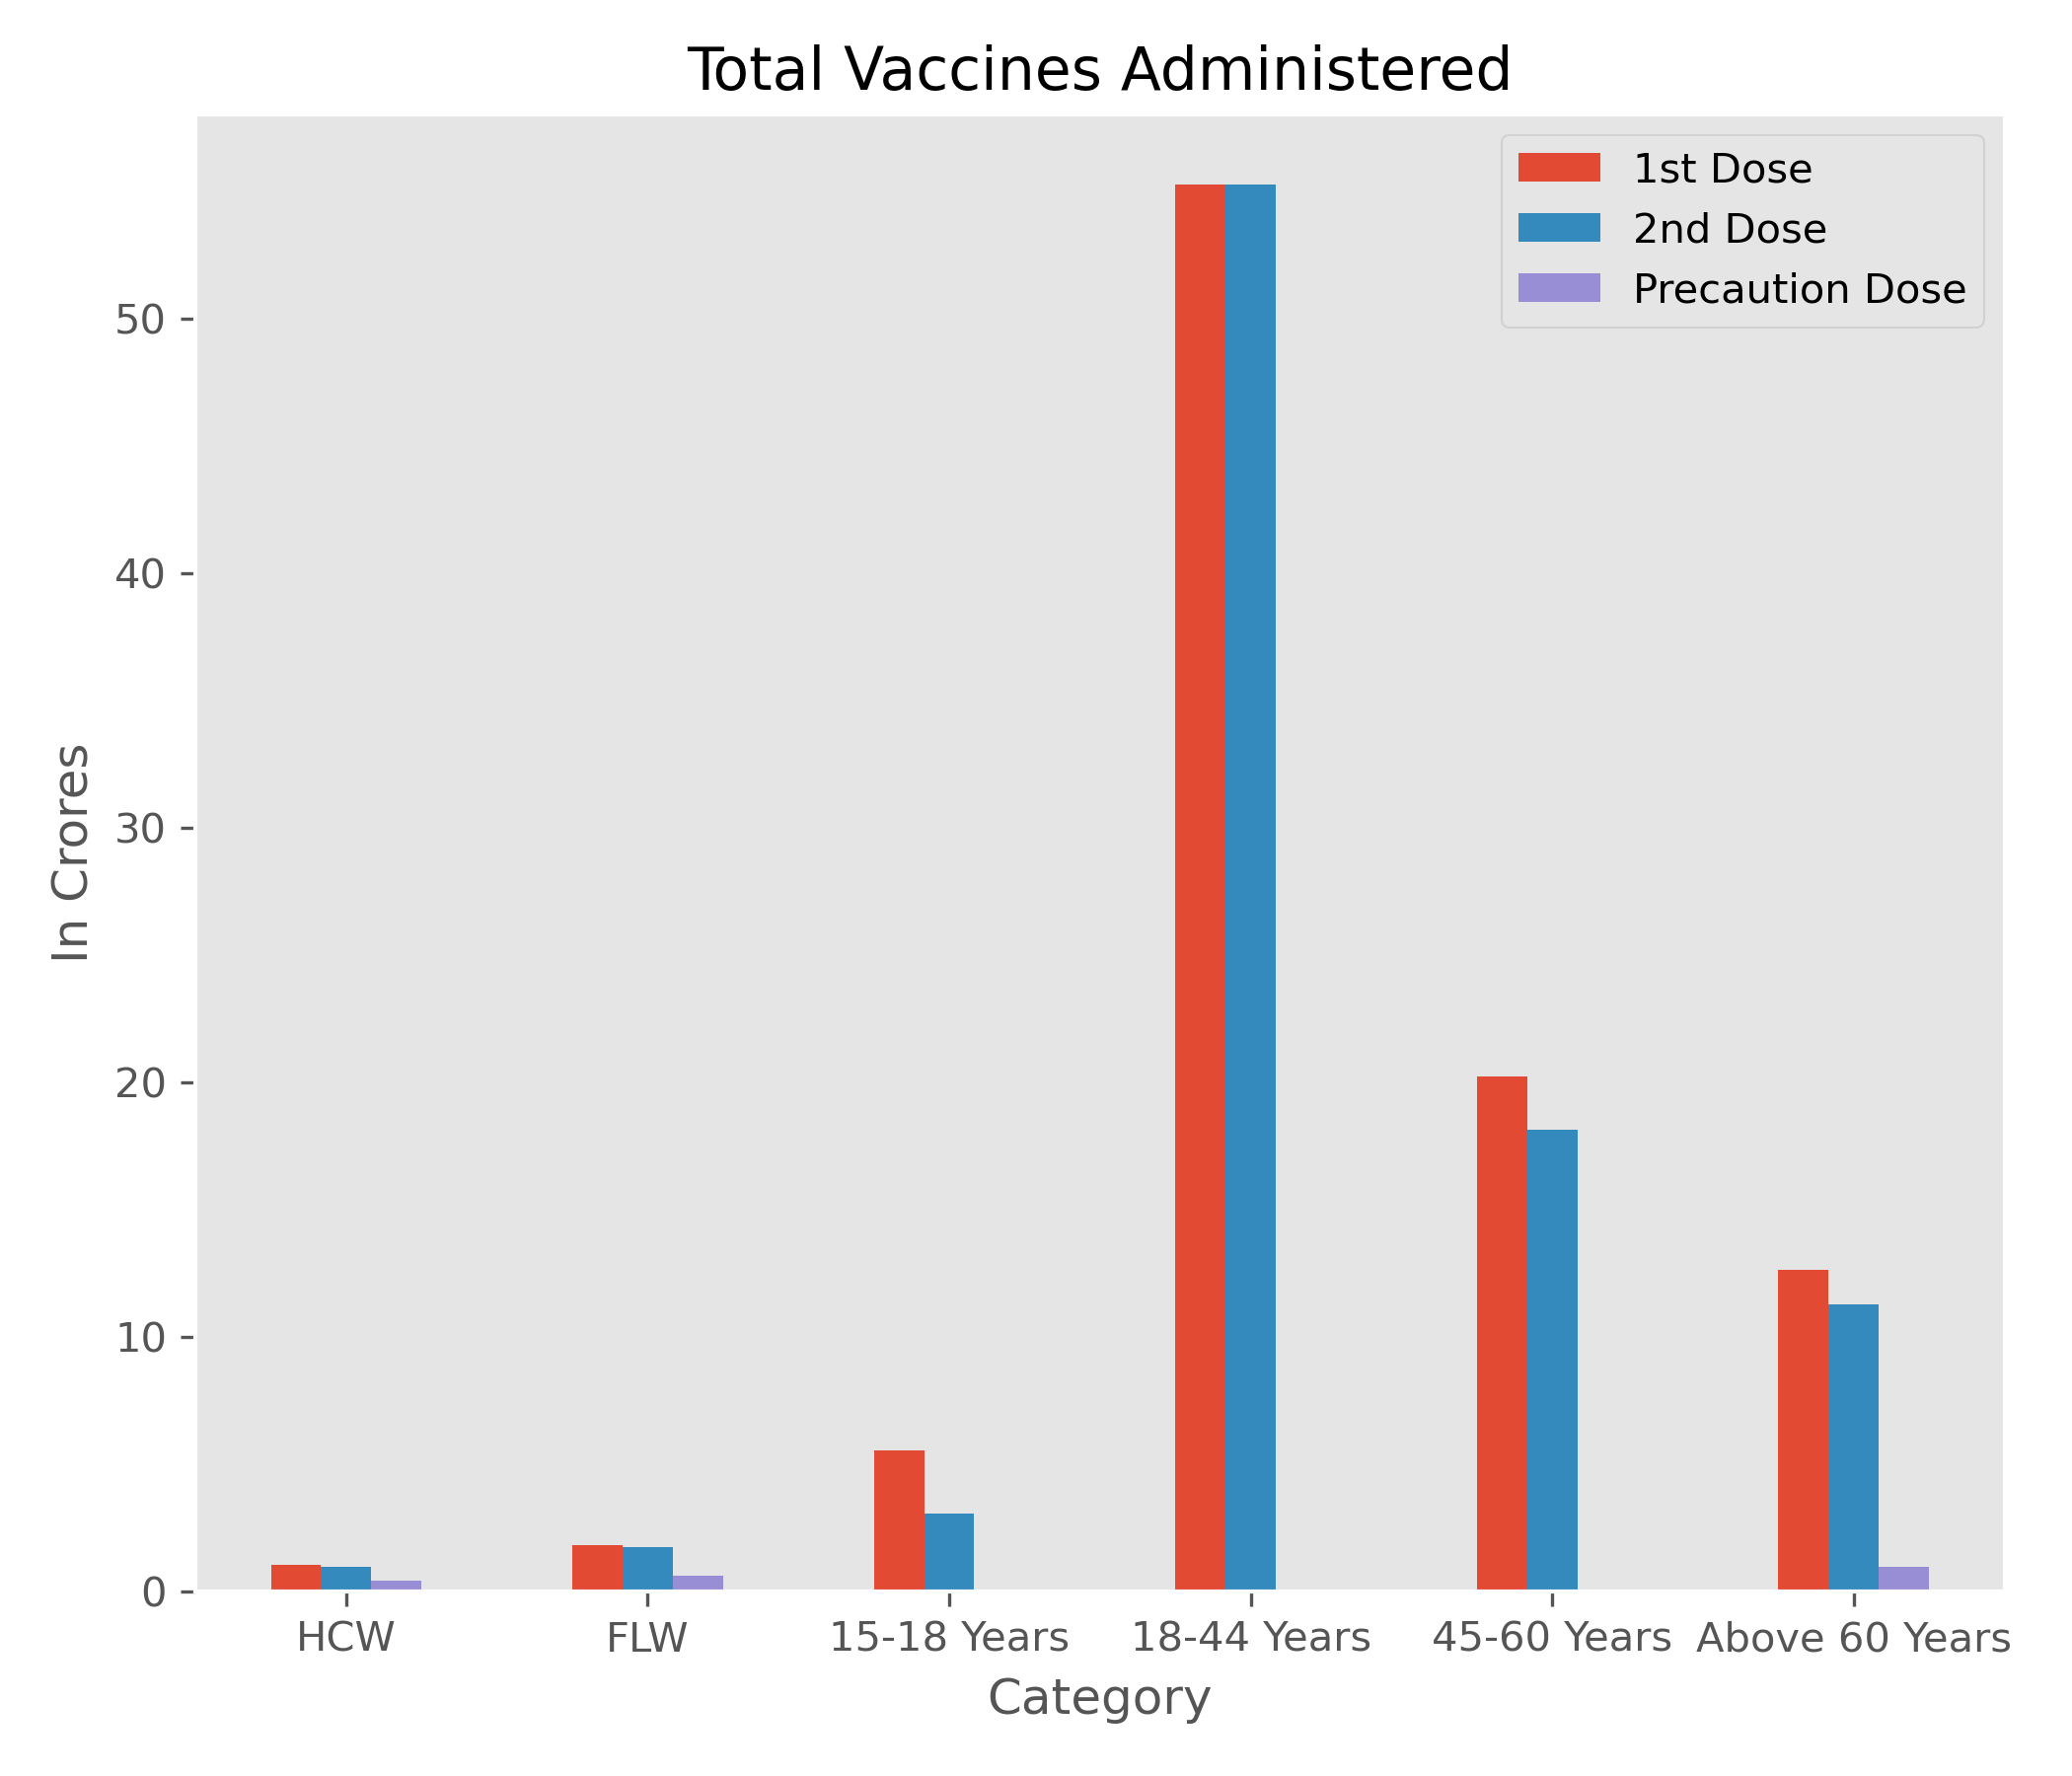 Total Vaccines Administered
1st Dose
2nd Dose
Precaution Dose
In Crores
50
40
30
20
10
0
HCW FLW 15-18 Years 18-44 Years 45-60 Years Above 60 Years
Category